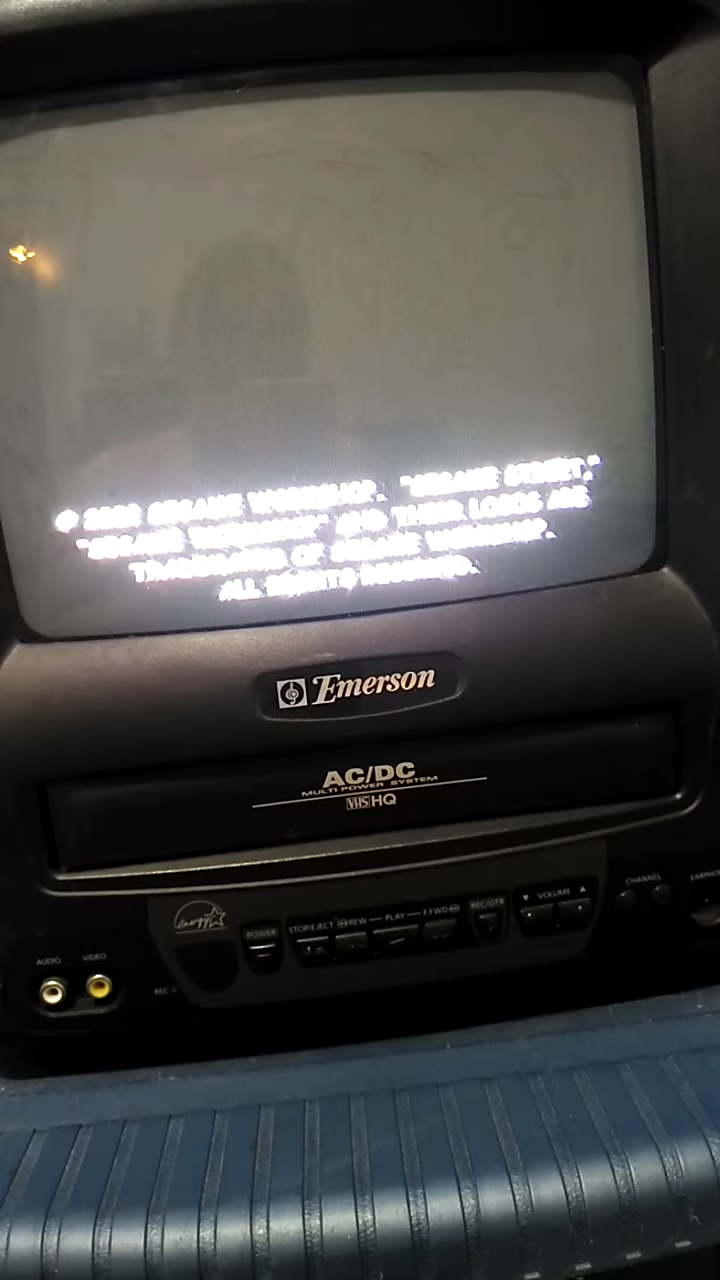 SESAME WORKSHOP. "SESAME STREET,"
"SESAME WORKSHOP" AND THEIR LOGOS ARE
TRADEMARKS OF SESAME WORKSHOP.
ALL RIGHTS RESERVED.
Emerson
AC/DC
MULTI POWER SYSTEM
VHS HQ
energy
POWER
STOP/EJECT
REW
PLAY
F.FWD
REC/OTR
▼ VOLUME ▲
CHANNEL
AUDIO
VIDEO